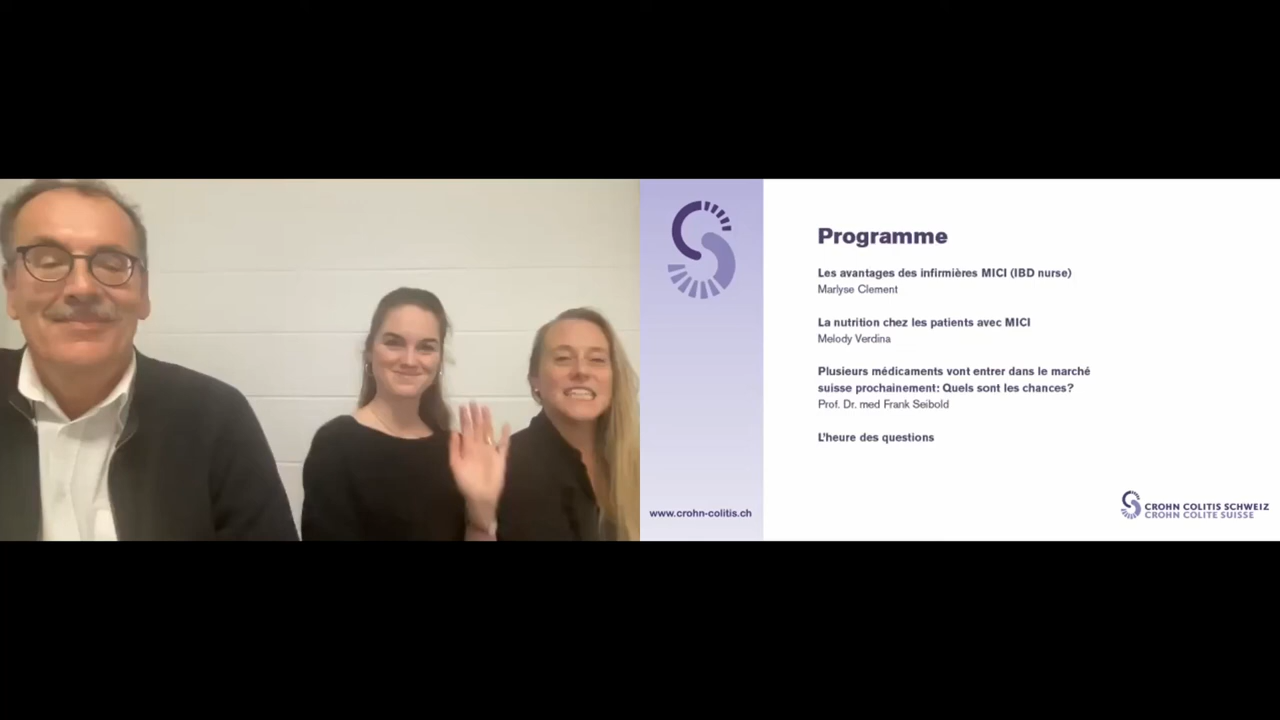 Programme
Les avantages des infirmières MICI (IBD nurse)
Marlyse Clement
La nutrition chez les patients avec MICI
Melody Verdina
Plusieurs médicaments vont entrer dans le marché
suisse prochainement: Quels sont les chances?
Prof. Dr. med Frank Seibold
L'heure des questions
www.crohn-colitis.ch
CROHN COLITIS SCHWEIZ
CROHN COLITE SUISSE